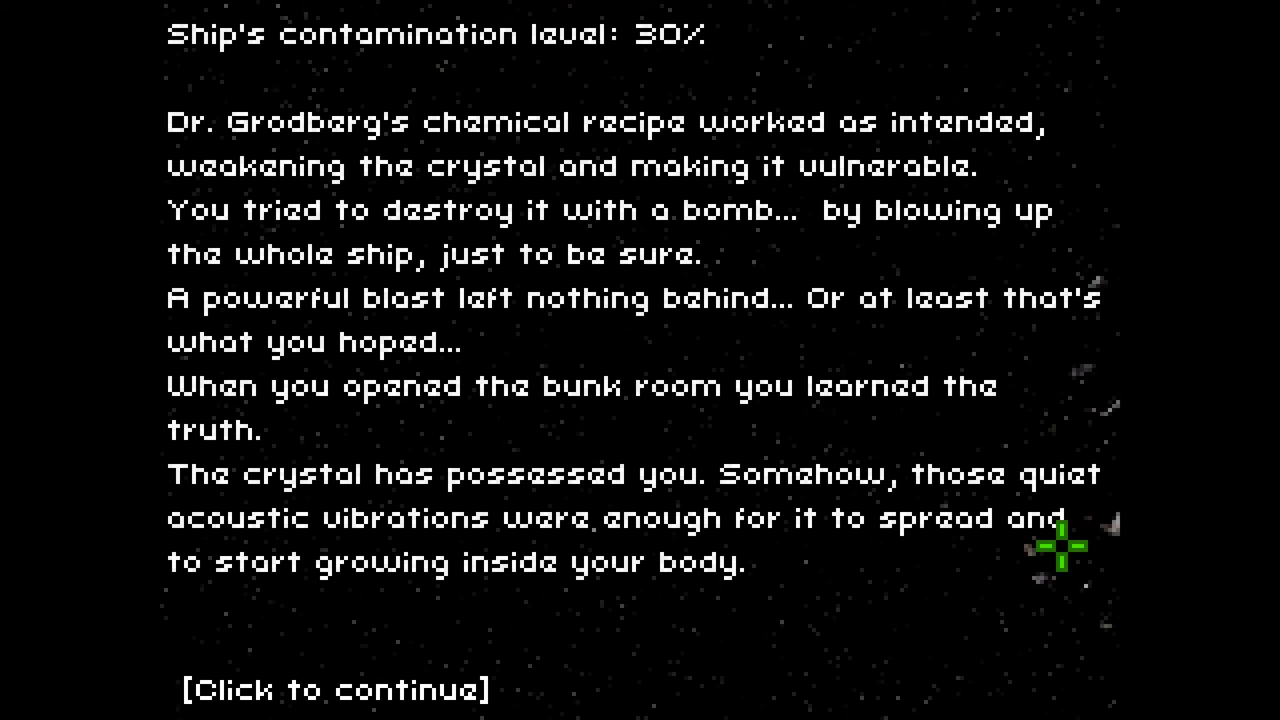 Ship's contamination level: 30%
Dr. Grodberg's chemical recipe worked as intended,
weakening the crystal and making it vulnerable.
You tried to destroy it with a bomb...  by blowing up
the whole ship, just to be sure.
A powerful blast left nothing behind... Or at least that's
what you hoped...
When you opened the bunk room you learned the
truth.
The crystal has possessed you. Somehow, those quiet
acoustic vibrations were enough for it to spread and
to start growing inside your body.
[Click to continue]